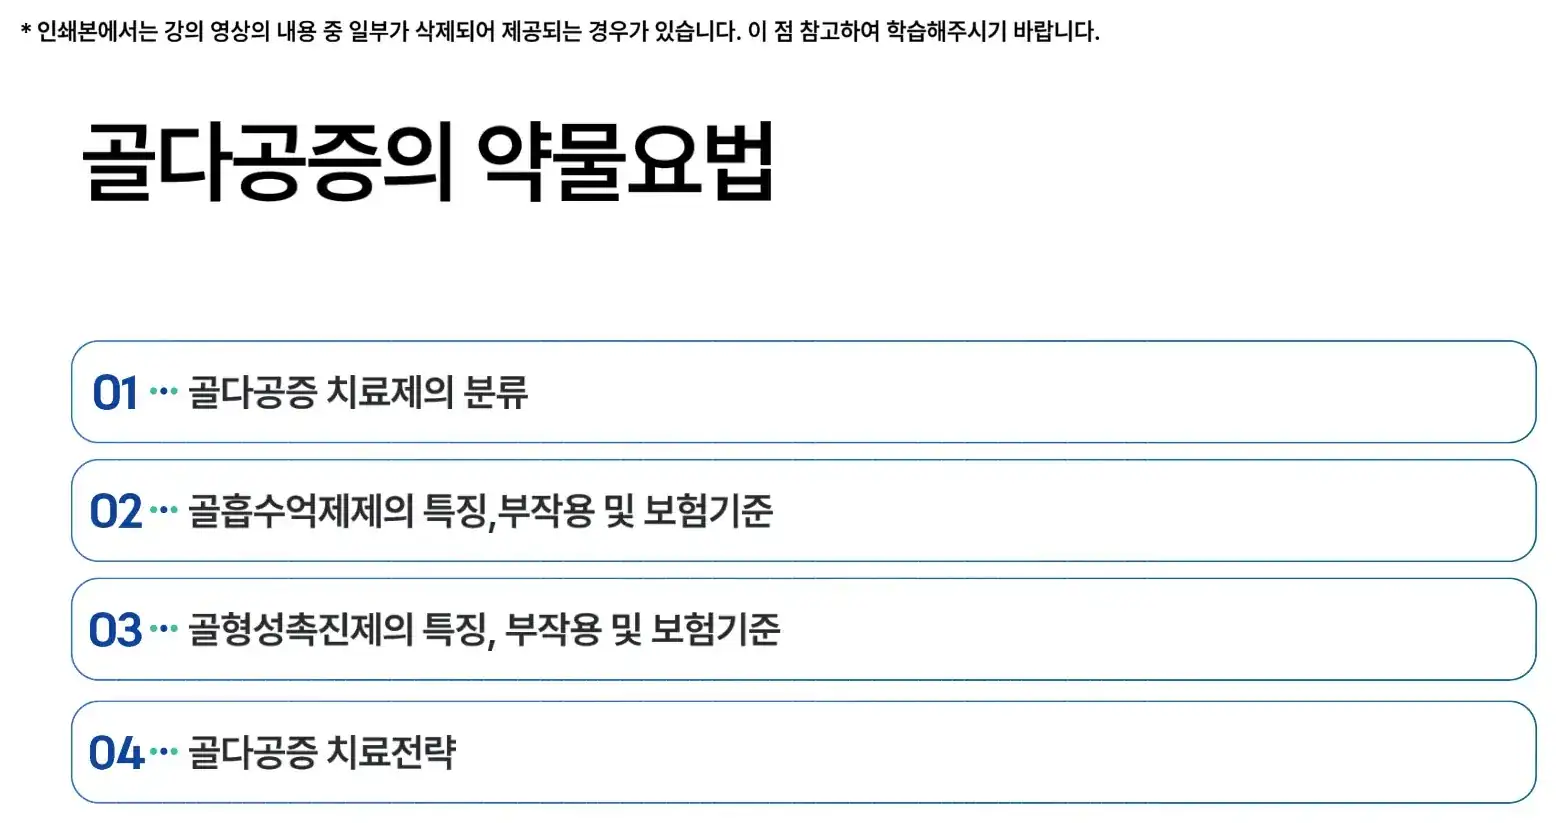 * 인쇄본에서는 강의 영상의 내용 중 일부가 삭제되어 제공되는 경우가 있습니다. 이 점 참고하여 학습해주시기 바랍니다.
골다공증의 약물요법
01 ··· 골다공증 치료제의 분류
02 ··· 골흡수억제제의 특징,부작용 및 보험기준
03 ··· 골형성촉진제의 특징, 부작용 및 보험기준
04 ··· 골다공증 치료전략